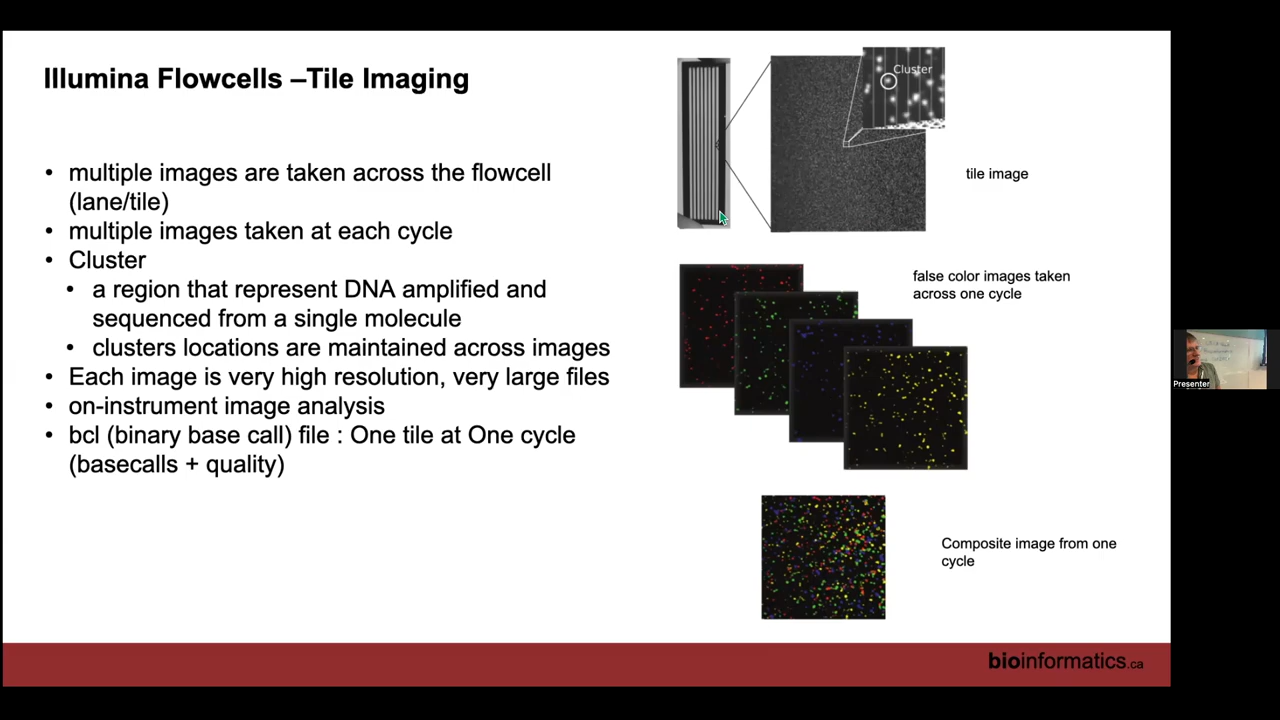 Illumina Flowcells –Tile Imaging
• multiple images are taken across the flowcell
(lane/tile)
• multiple images taken at each cycle
• Cluster
• a region that represent DNA amplified and
sequenced from a single molecule
• clusters locations are maintained across images
• Each image is very high resolution, very large files
• on-instrument image analysis
• bcl (binary base call) file : One tile at One cycle
(basecalls + quality)
Cluster
tile image
false color images taken
across one cycle
Composite image from one
cycle
Presenter
bioinformatics.ca